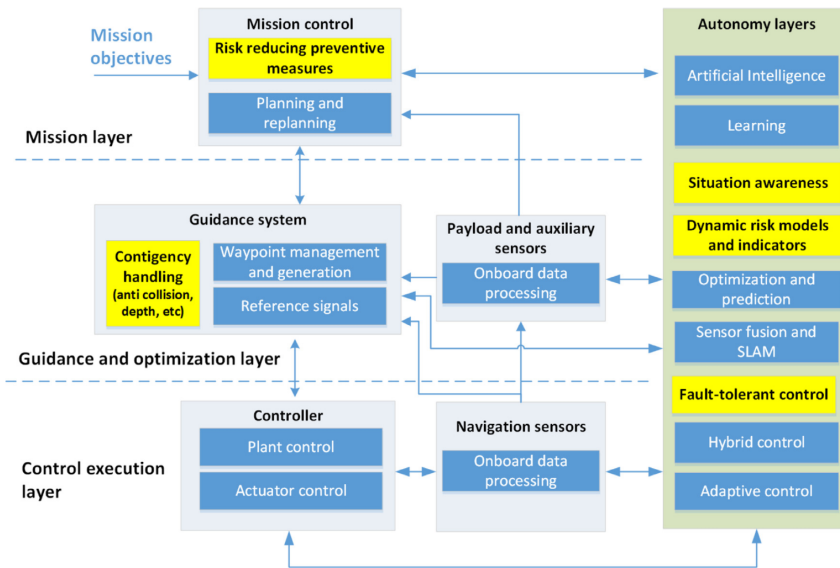 Mission
objectives
Mission control
Risk reducing preventive
measures
Planning and
replanning
Mission layer
Guidance system
Contigency
handling
(anti collision,
depth, etc)
Waypoint management
and generation
Reference signals
Guidance and optimization layer
Payload and auxiliary
sensors
Onboard data
processing
Controller
Plant control
Actuator control
Control execution
layer
Navigation sensors
Onboard data
processing
Autonomy layers
Artificial Intelligence
Learning
Situation awareness
Dynamic risk models
and indicators
Optimization and
prediction
Sensor fusion and
SLAM
Fault-tolerant control
Hybrid control
Adaptive control